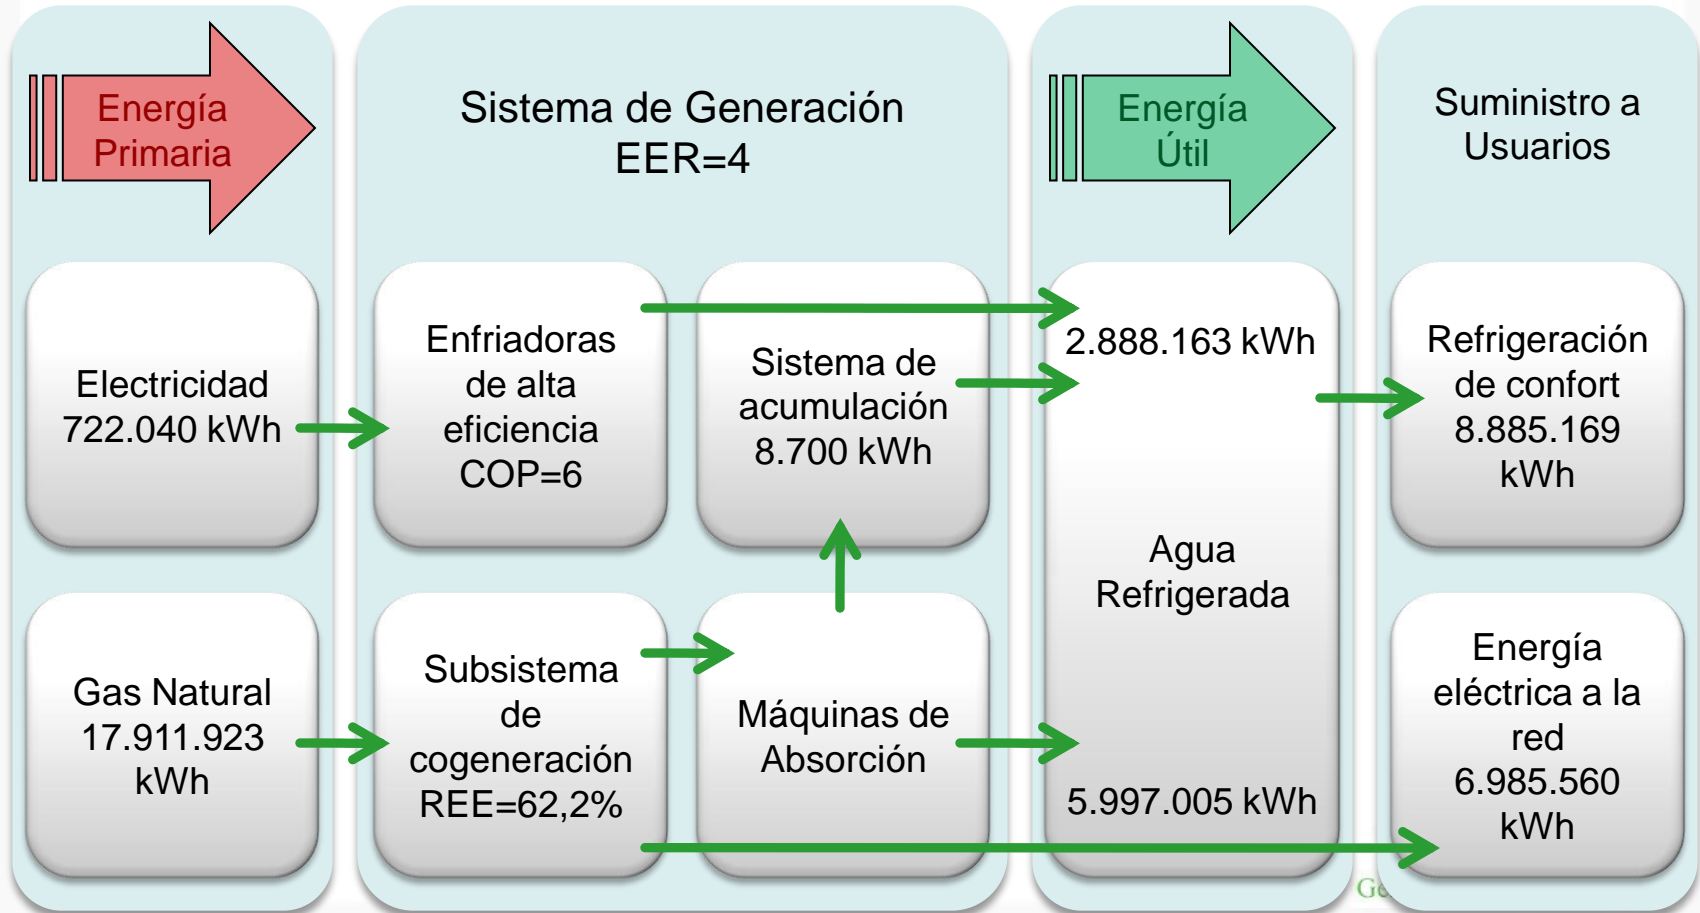 Energía
Primaria
Sistema de Generación
EER=4
Energía
Útil
Suministro a
Usuarios
Electricidad
722.040 kWh
Enfriadoras
de alta
eficiencia
COP=6
Sistema de
acumulación
8.700 kWh
2.888.163 kWh
Agua
Refrigerada
5.997.005 kWh
Refrigeración
de confort
8.885.169
kWh
Gas Natural
17.911.923
kWh
Subsistema
de
cogeneración
REE=62,2%
Máquinas de
Absorción
Energía
eléctrica a la
red
6.985.560
kWh